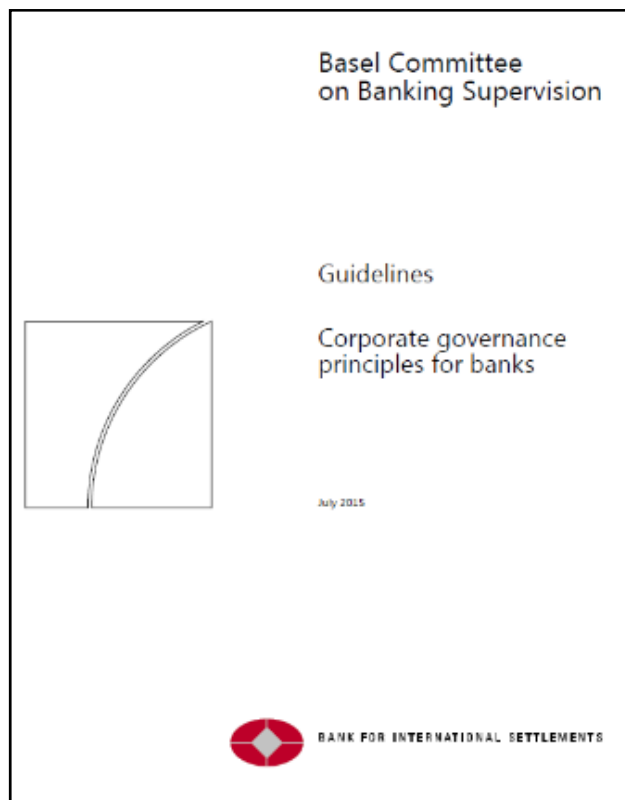 Basel Committee
on Banking Supervision
Guidelines
Corporate governance
principles for banks
July 2015
BANK FOR INTERNATIONAL SETTLEMENTS